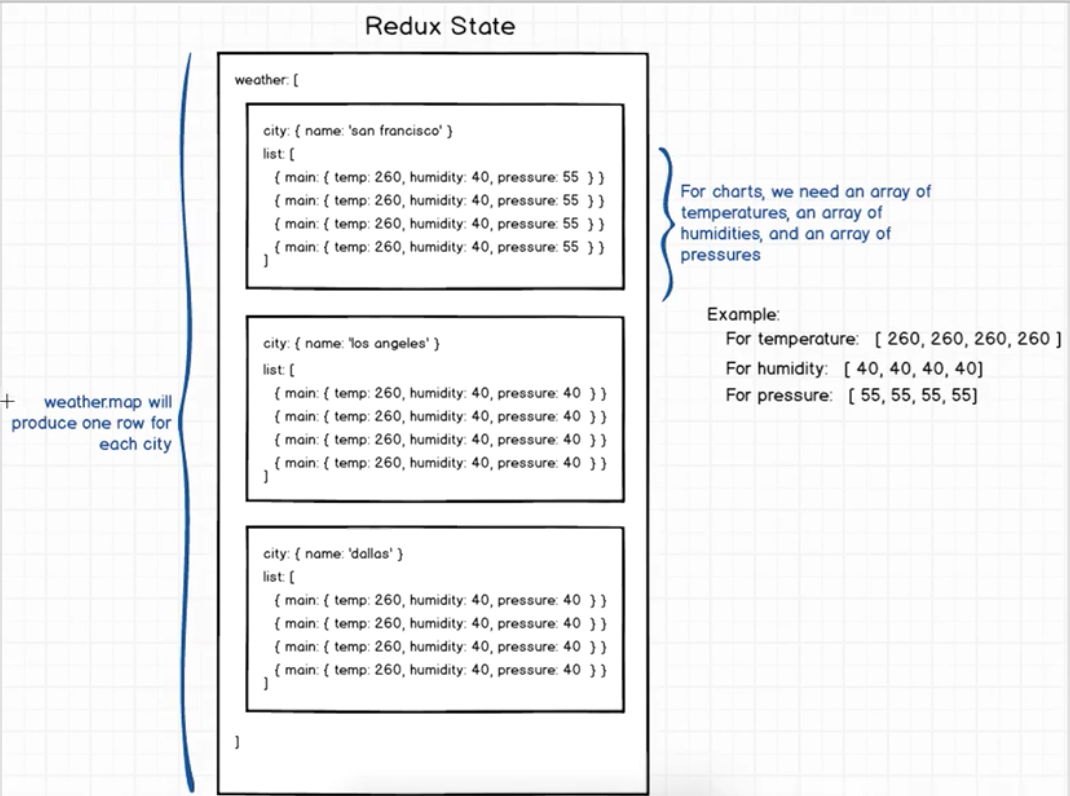 Redux State
weather: [
city: { name: 'san francisco' }
list: [
{ main: { temp: 260, humidity: 40, pressure: 55 } }
{ main: { temp: 260, humidity: 40, pressure: 55 } }
{ main: { temp: 260, humidity: 40, pressure: 55 } }
{ main: { temp: 260, humidity: 40, pressure: 55 } }
]
For charts, we need an array of
temperatures, an array of
humidities, and an array of
pressures
Example:
For temperature: [ 260, 260, 260, 260 ]
For humidity: [ 40, 40, 40, 40]
For pressure: [ 55, 55, 55, 55]
city: { name: 'los angeles' }
list: [
{ main: { temp: 260, humidity: 40, pressure: 40 } }
{ main: { temp: 260, humidity: 40, pressure: 40 } }
{ main: { temp: 260, humidity: 40, pressure: 40 } }
{ main: { temp: 260, humidity: 40, pressure: 40 } }
]
weather.map will
produce one row for
each city
city: { name: 'dallas' }
list: [
{ main: { temp: 260, humidity: 40, pressure: 40 } }
{ main: { temp: 260, humidity: 40, pressure: 40 } }
{ main: { temp: 260, humidity: 40, pressure: 40 } }
{ main: { temp: 260, humidity: 40, pressure: 40 } }
]
]